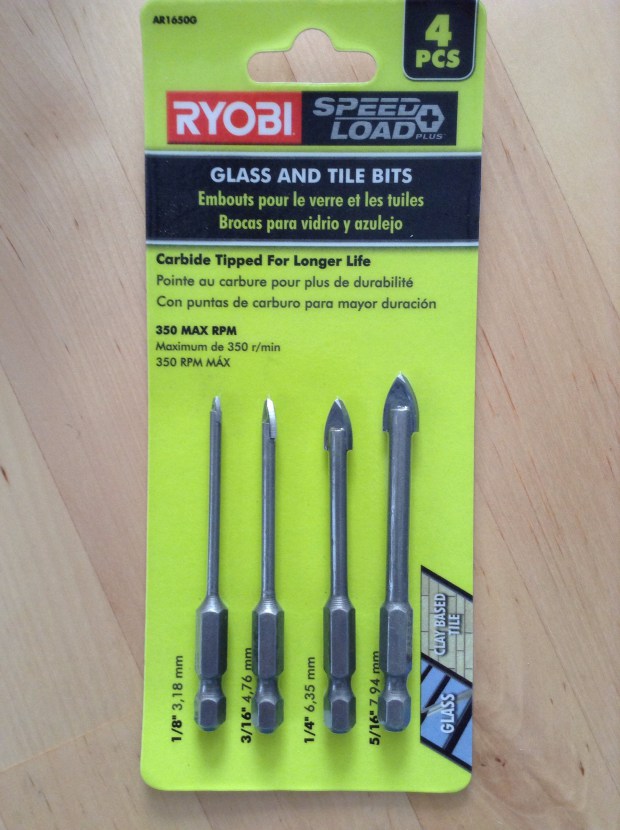 AR1650G
4
PCS
RYOBI
SPEED
LOAD
PLUS
GLASS AND TILE BITS
Embouts pour le verre et les tuiles
Brocas para vidrio y azulejo
Carbide Tipped For Longer Life
Pointe au carbure pour plus de durabilité
Con puntas de carburo para mayor duración
350 MAX RPM
Maximum de 350 r/min
350 RPM MÁX
1/8" 3,18 mm
3/16" 4,76 mm
1/4" 6,35 mm
5/16" 7,94 mm
CLAY BASED
TILE
GLASS